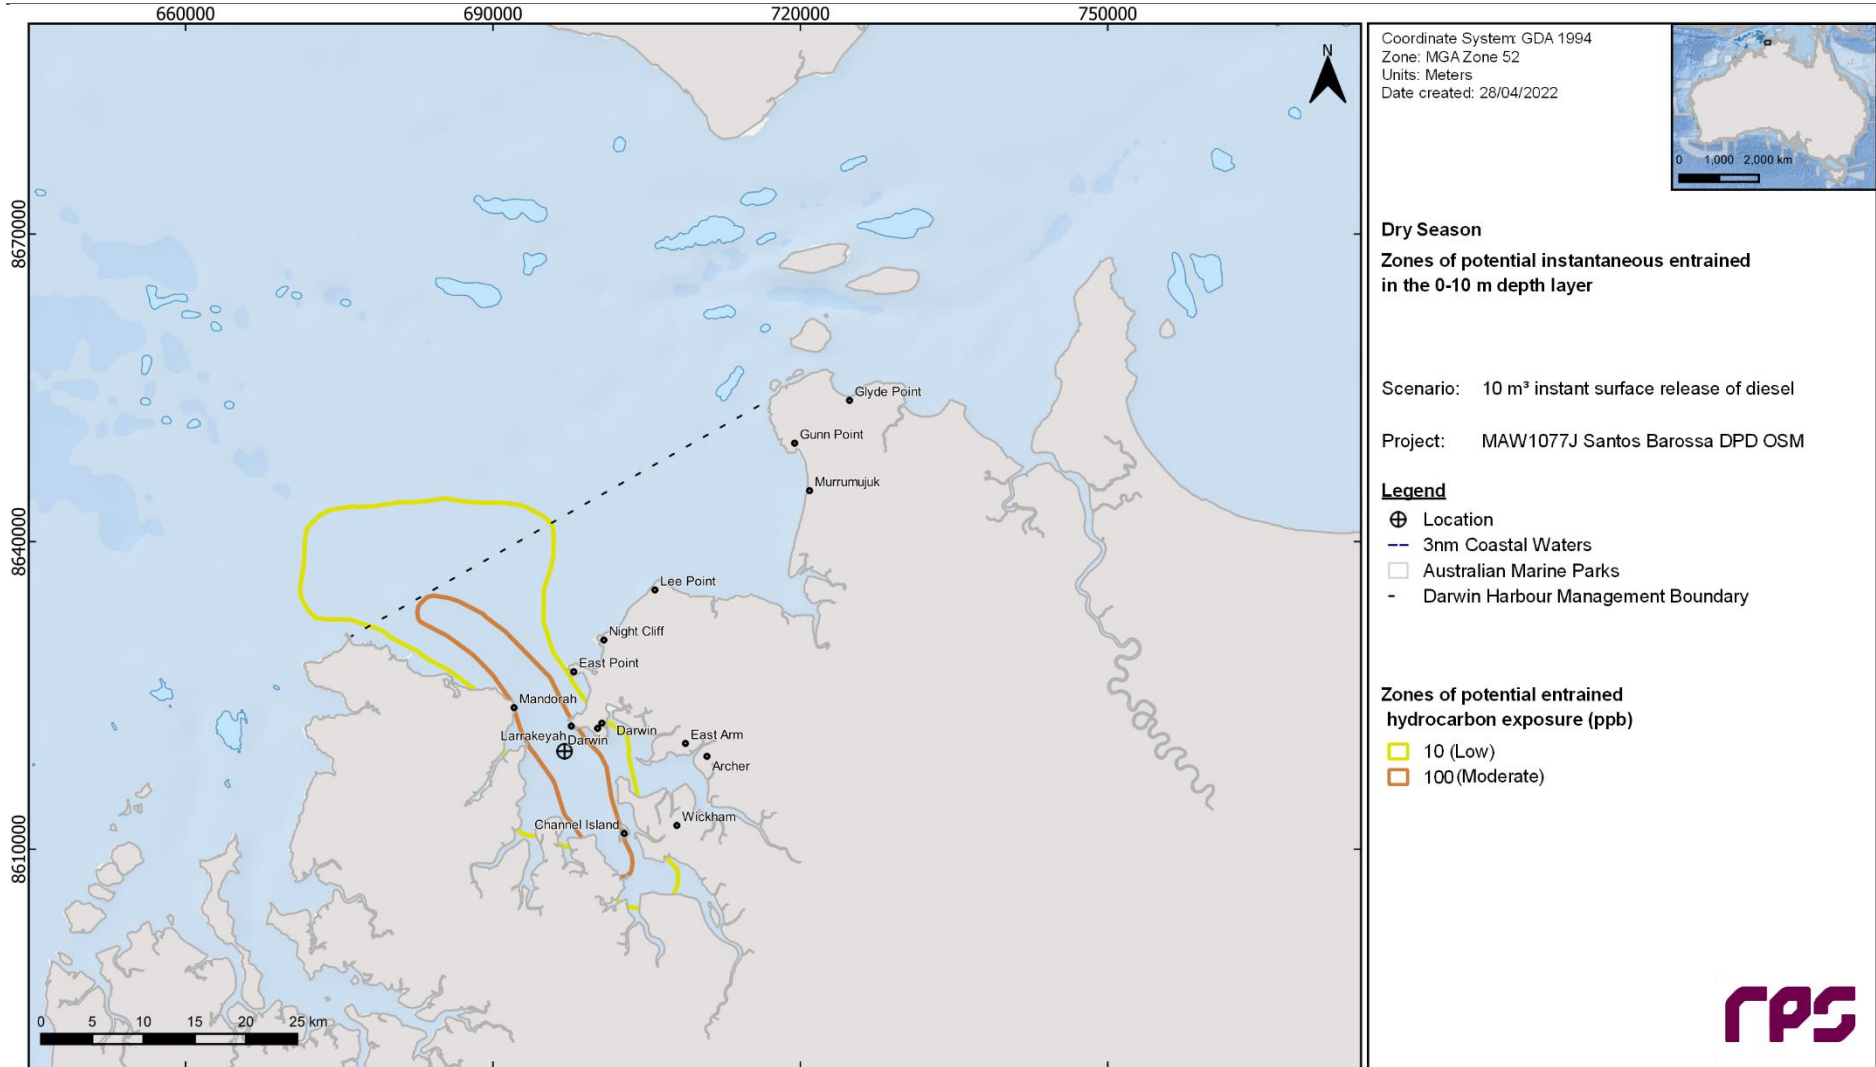 660000
690000
720000
750000
8670000
8640000
8610000
N
Glyde Point
Gunn Point
Murrumujuk
Lee Point
Night Cliff
East Point
Mandorah
Larrakeyah
Darwin
Darwin
East Arm
Archer
Channel Island
Wickham
0 5 10 15 20 25 km
Coordinate System: GDA 1994
Zone: MGA Zone 52
Units: Meters
Date created: 28/04/2022
0 1,000 2,000 km
Dry Season
Zones of potential instantaneous entrained
in the 0-10 m depth layer
Scenario: 10 m³ instant surface release of diesel
Project: MAW1077J Santos Barossa DPD OSM
Legend
Location
3nm Coastal Waters
Australian Marine Parks
Darwin Harbour Management Boundary
Zones of potential entrained
hydrocarbon exposure (ppb)
10 (Low)
100 (Moderate)
rps